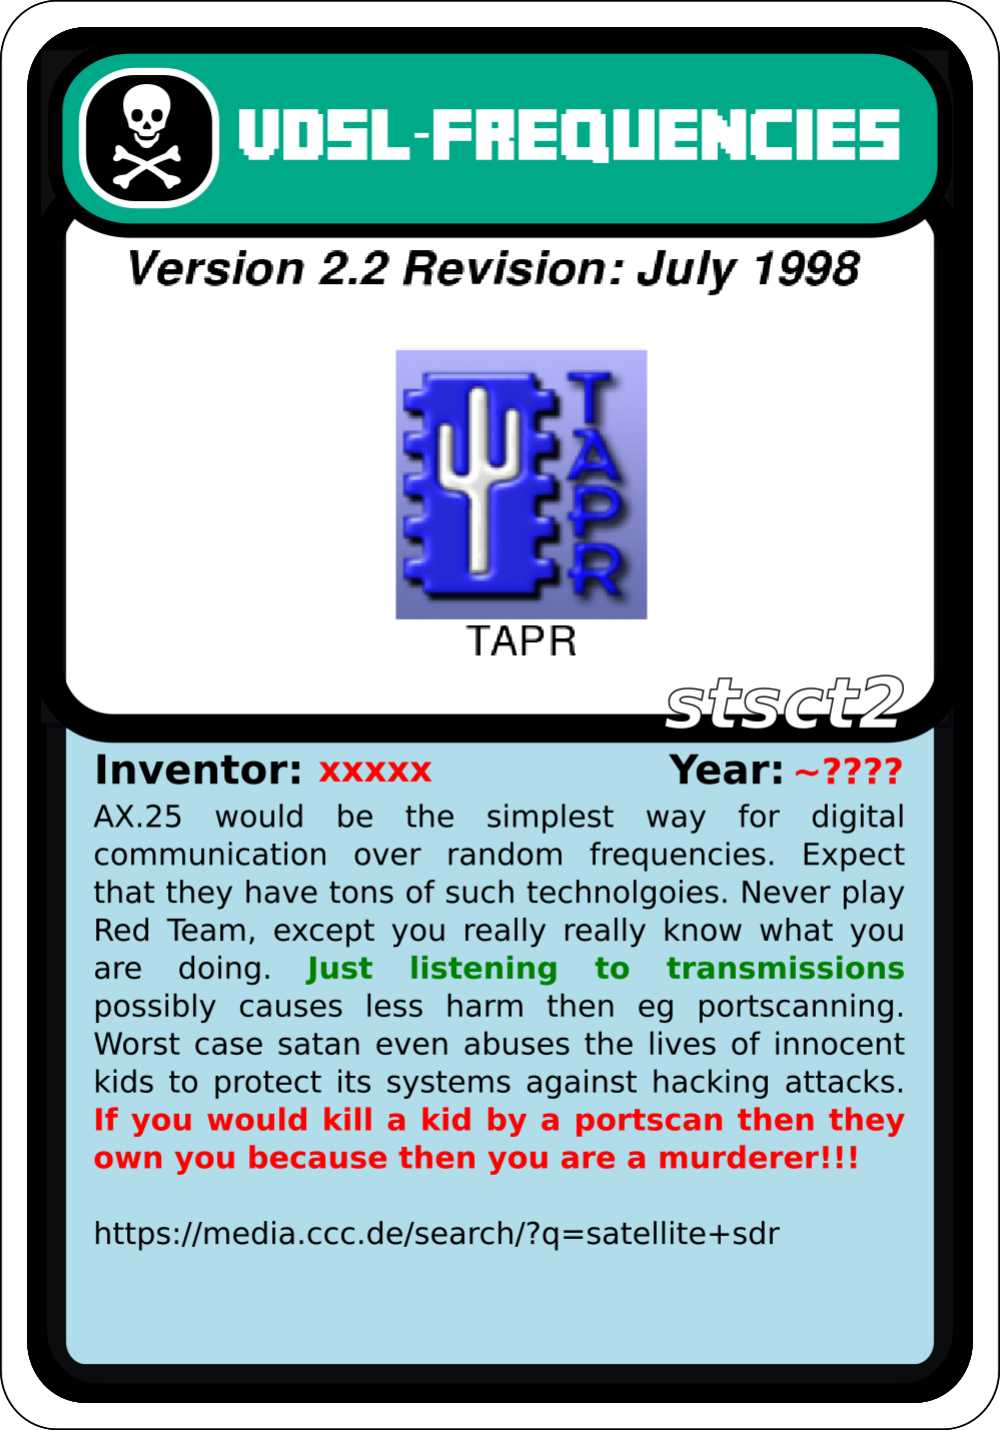 VDSL-FREQUENCIES
Version 2.2 Revision: July 1998
TAPR
TAPR
stsct2
Inventor: xxxxx Year: ~????
AX.25 would be the simplest way for digital
communication over random frequencies. Expect
that they have tons of such technolgoies. Never play
Red Team, except you really really know what you
are doing. Just listening to transmissions
possibly causes less harm then eg portscanning.
Worst case satan even abuses the lives of innocent
kids to protect its systems against hacking attacks.
If you would kill a kid by a portscan then they
own you because then you are a murderer!!!
https://media.ccc.de/search/?q=satellite+sdr